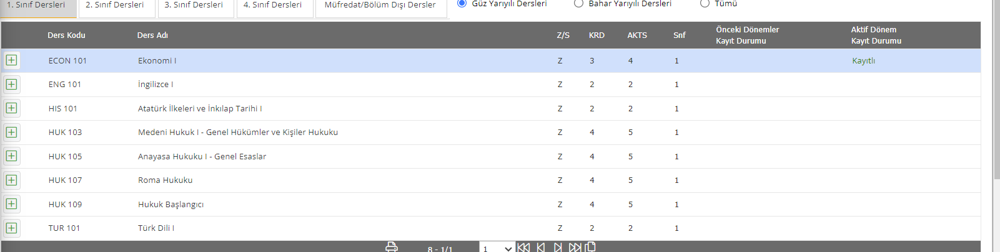 1. Sınıf Dersleri 2. Sınıf Dersleri 3. Sınıf Dersleri 4. Sınıf Dersleri Müfredat/Bölüm Dışı Dersler Güz Yarıyılı Dersleri Bahar Yarıyılı Dersleri Tümü
Ders Kodu Ders Adı Z/S KRD AKTS Snf Önceki Dönemler Kayıt Durumu Aktif Dönem Kayıt Durumu
ECON 101 Ekonomi I Z 3 4 1 Kayıtlı
ENG 101 İngilizce I Z 2 2 1
HIS 101 Atatürk İlkeleri ve İnkılap Tarihi I Z 2 2 1
HUK 103 Medeni Hukuk I - Genel Hükümler ve Kişiler Hukuku Z 4 5 1
HUK 105 Anayasa Hukuku I - Genel Esaslar Z 4 5 1
HUK 107 Roma Hukuku Z 4 5 1
HUK 109 Hukuk Başlangıcı Z 4 5 1
TUR 101 Türk Dili I Z 2 2 1
8 - 1/1 1